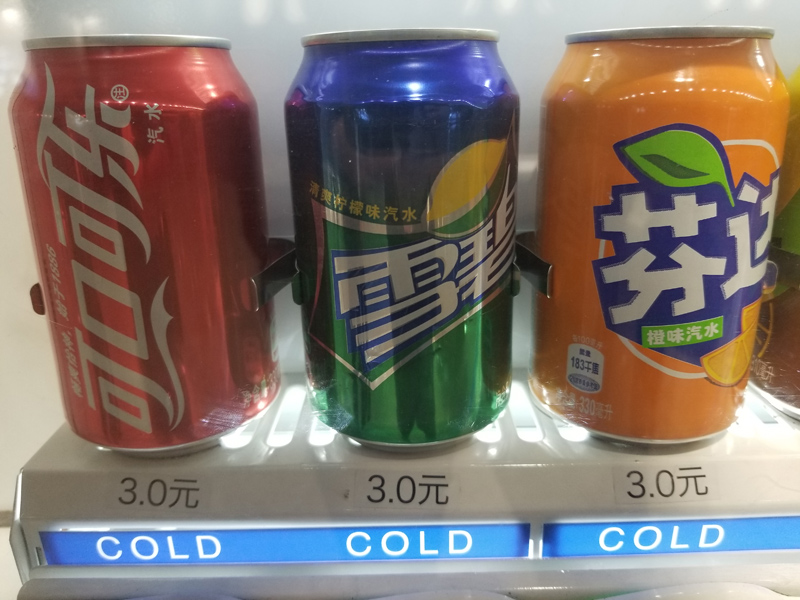 可口可乐®
汽水
清爽柠檬味汽水
雪碧
芬达
橙味汽水
183千焦
330毫升
3.0元
3.0元
3.0元
COLD
COLD
COLD